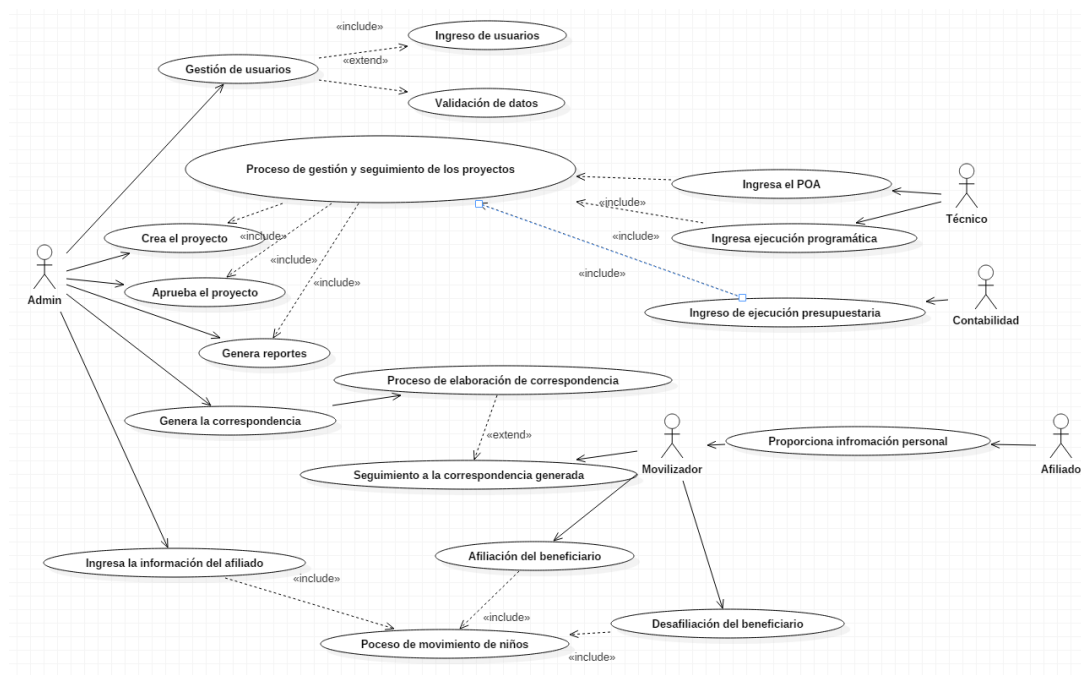 «include»
Ingreso de usuarios
«extend»
Gestión de usuarios
Validación de datos
Proceso de gestión y seguimiento de los proyectos
Ingresa el POA
Técnico
«include»
Ingresa ejecución programática
«include»
Crea el proyecto
«include»
«include»
«include»
Admin
Aprueba el proyecto
«include»
Ingreso de ejecución presupuestaria
Contabilidad
Genera reportes
Proceso de elaboración de correspondencia
Genera la correspondencia
«extend»
Proporciona infromación personal
Movilizador
Afiliado
Seguimiento a la correspondencia generada
Afiliación del beneficiario
Ingresa la información del afiliado
«include»
«include»
Desafiliación del beneficiario
Poceso de movimiento de niños
«include»